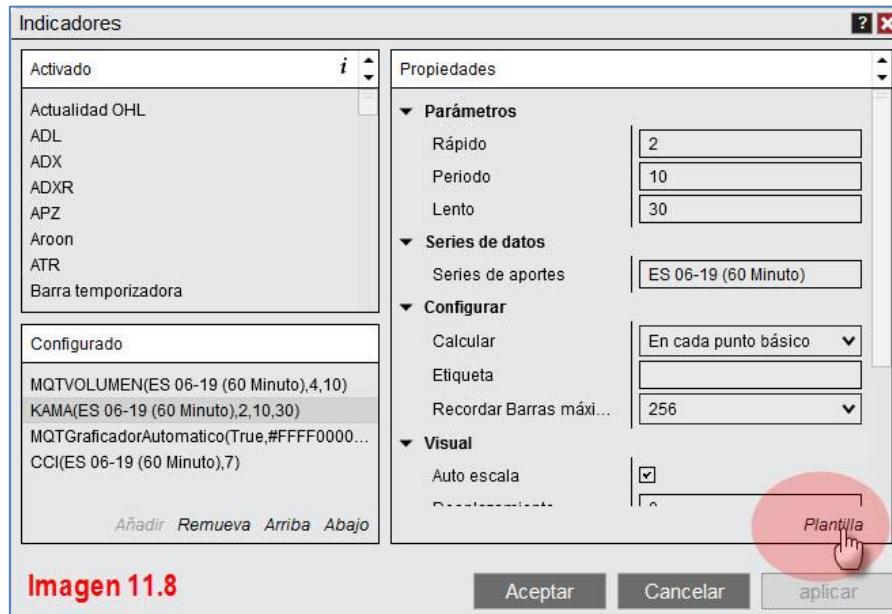 Indicadores
Activado i
Actualidad OHL
ADL
ADX
ADXR
APZ
Aroon
ATR
Barra temporizadora
Configurado
MQTVOLUMEN(ES 06-19 (60 Minuto),4,10)
KAMA(ES 06-19 (60 Minuto),2,10,30)
MQTGraficadorAutomatico(True,#FFFF0000...
CCI(ES 06-19 (60 Minuto),7)
Añadir Remueva Arriba Abajo
Propiedades
Parámetros
Rápido 2
Periodo 10
Lento 30
Series de datos
Series de aportes ES 06-19 (60 Minuto)
Configurar
Calcular En cada punto básico
Etiqueta
Recordar Barras máxi... 256
Visual
Auto escala
Plantilla
Imagen 11.8
Aceptar Cancelar aplicar